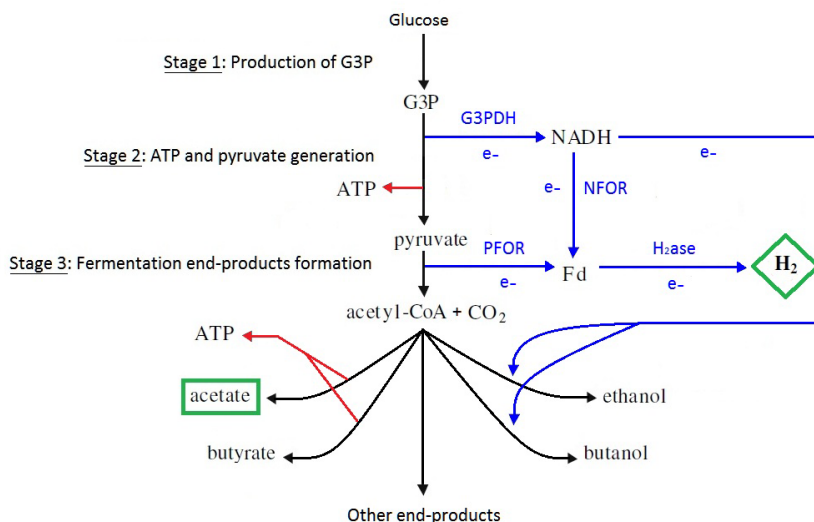 Glucose
Stage 1: Production of G3P
G3P
G3PDH
NADH
e-
e-
Stage 2: ATP and pyruvate generation
ATP
e-
NFOR
pyruvate
PFOR
H₂ase
Stage 3: Fermentation end-products formation
Fd
H₂
e-
e-
acetyl-CoA + CO₂
ATP
acetate
ethanol
butyrate
butanol
Other end-products